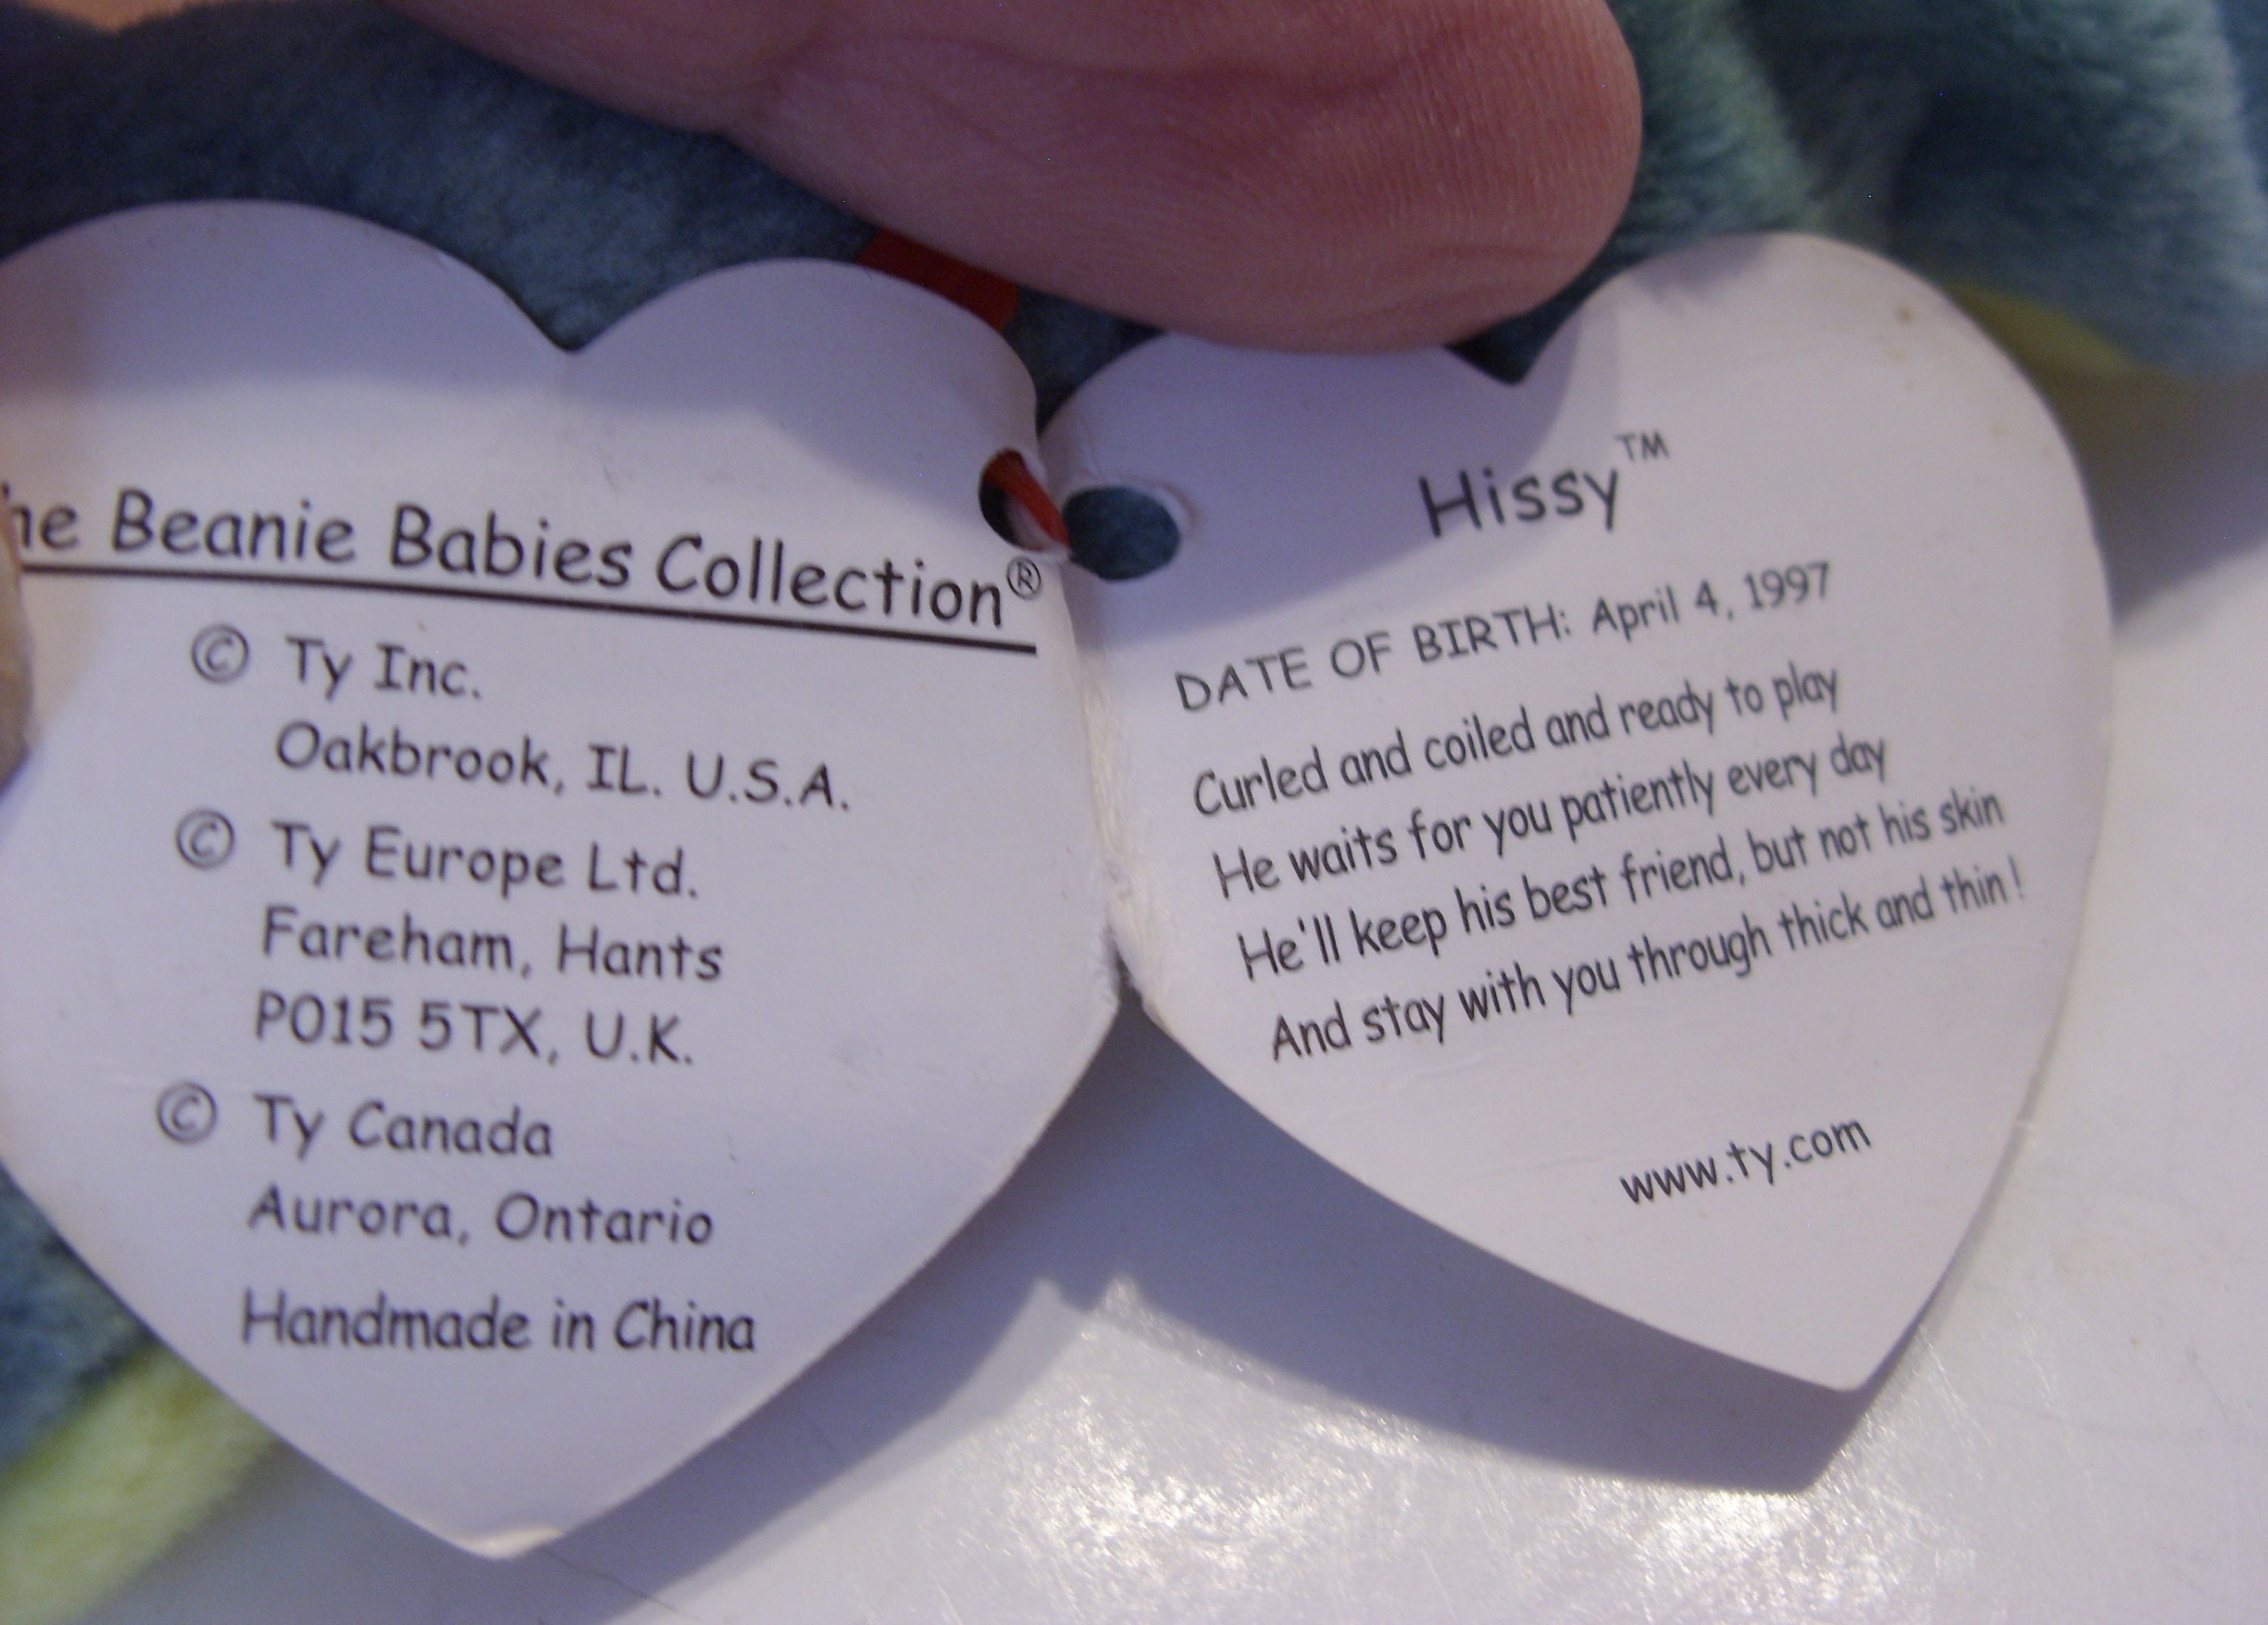 he Beanie Babies Collection®
© Ty Inc.
Oakbrook, IL. U.S.A.
© Ty Europe Ltd.
Fareham, Hants
P015 5TX, U.K.
© Ty Canada
Aurora, Ontario
Handmade in China
Hissy™
DATE OF BIRTH: April 4, 1997
Curled and coiled and ready to play
He waits for you patiently every day
He'll keep his best friend, but not his skin
And stay with you through thick and thin!
www.ty.com